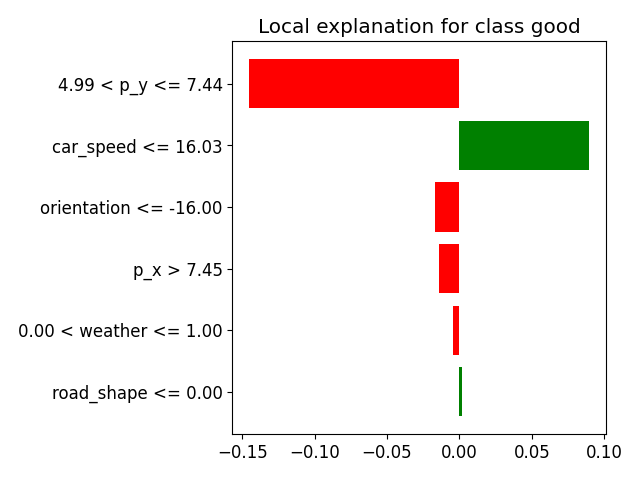 Local explanation for class good
4.99 < p_y <= 7.44
car_speed <= 16.03
orientation <= -16.00
p_x > 7.45
0.00 < weather <= 1.00
road_shape <= 0.00
−0.15 −0.10 −0.05 0.00 0.05 0.10